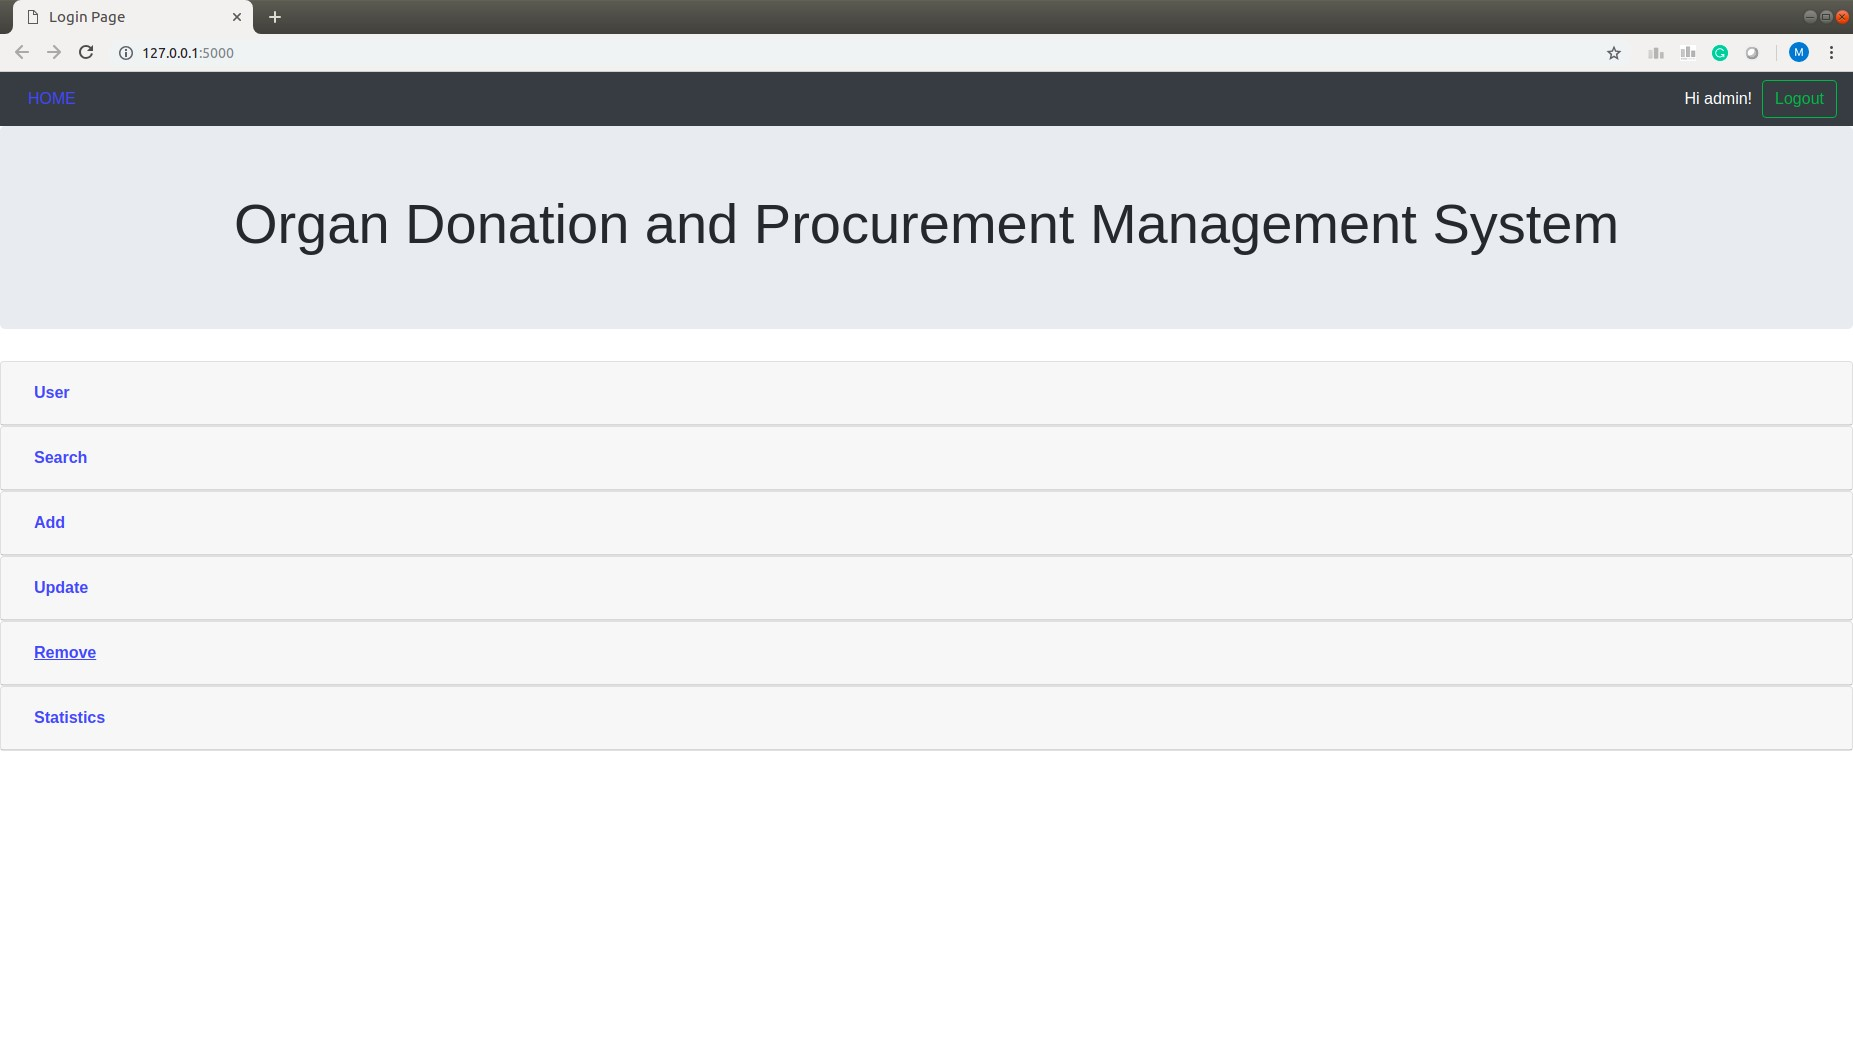 Login Page
127.0.0.1:5000
M
HOME
Hi admin!
Logout
Organ Donation and Procurement Management System
User
Search
Add
Update
Remove
Statistics